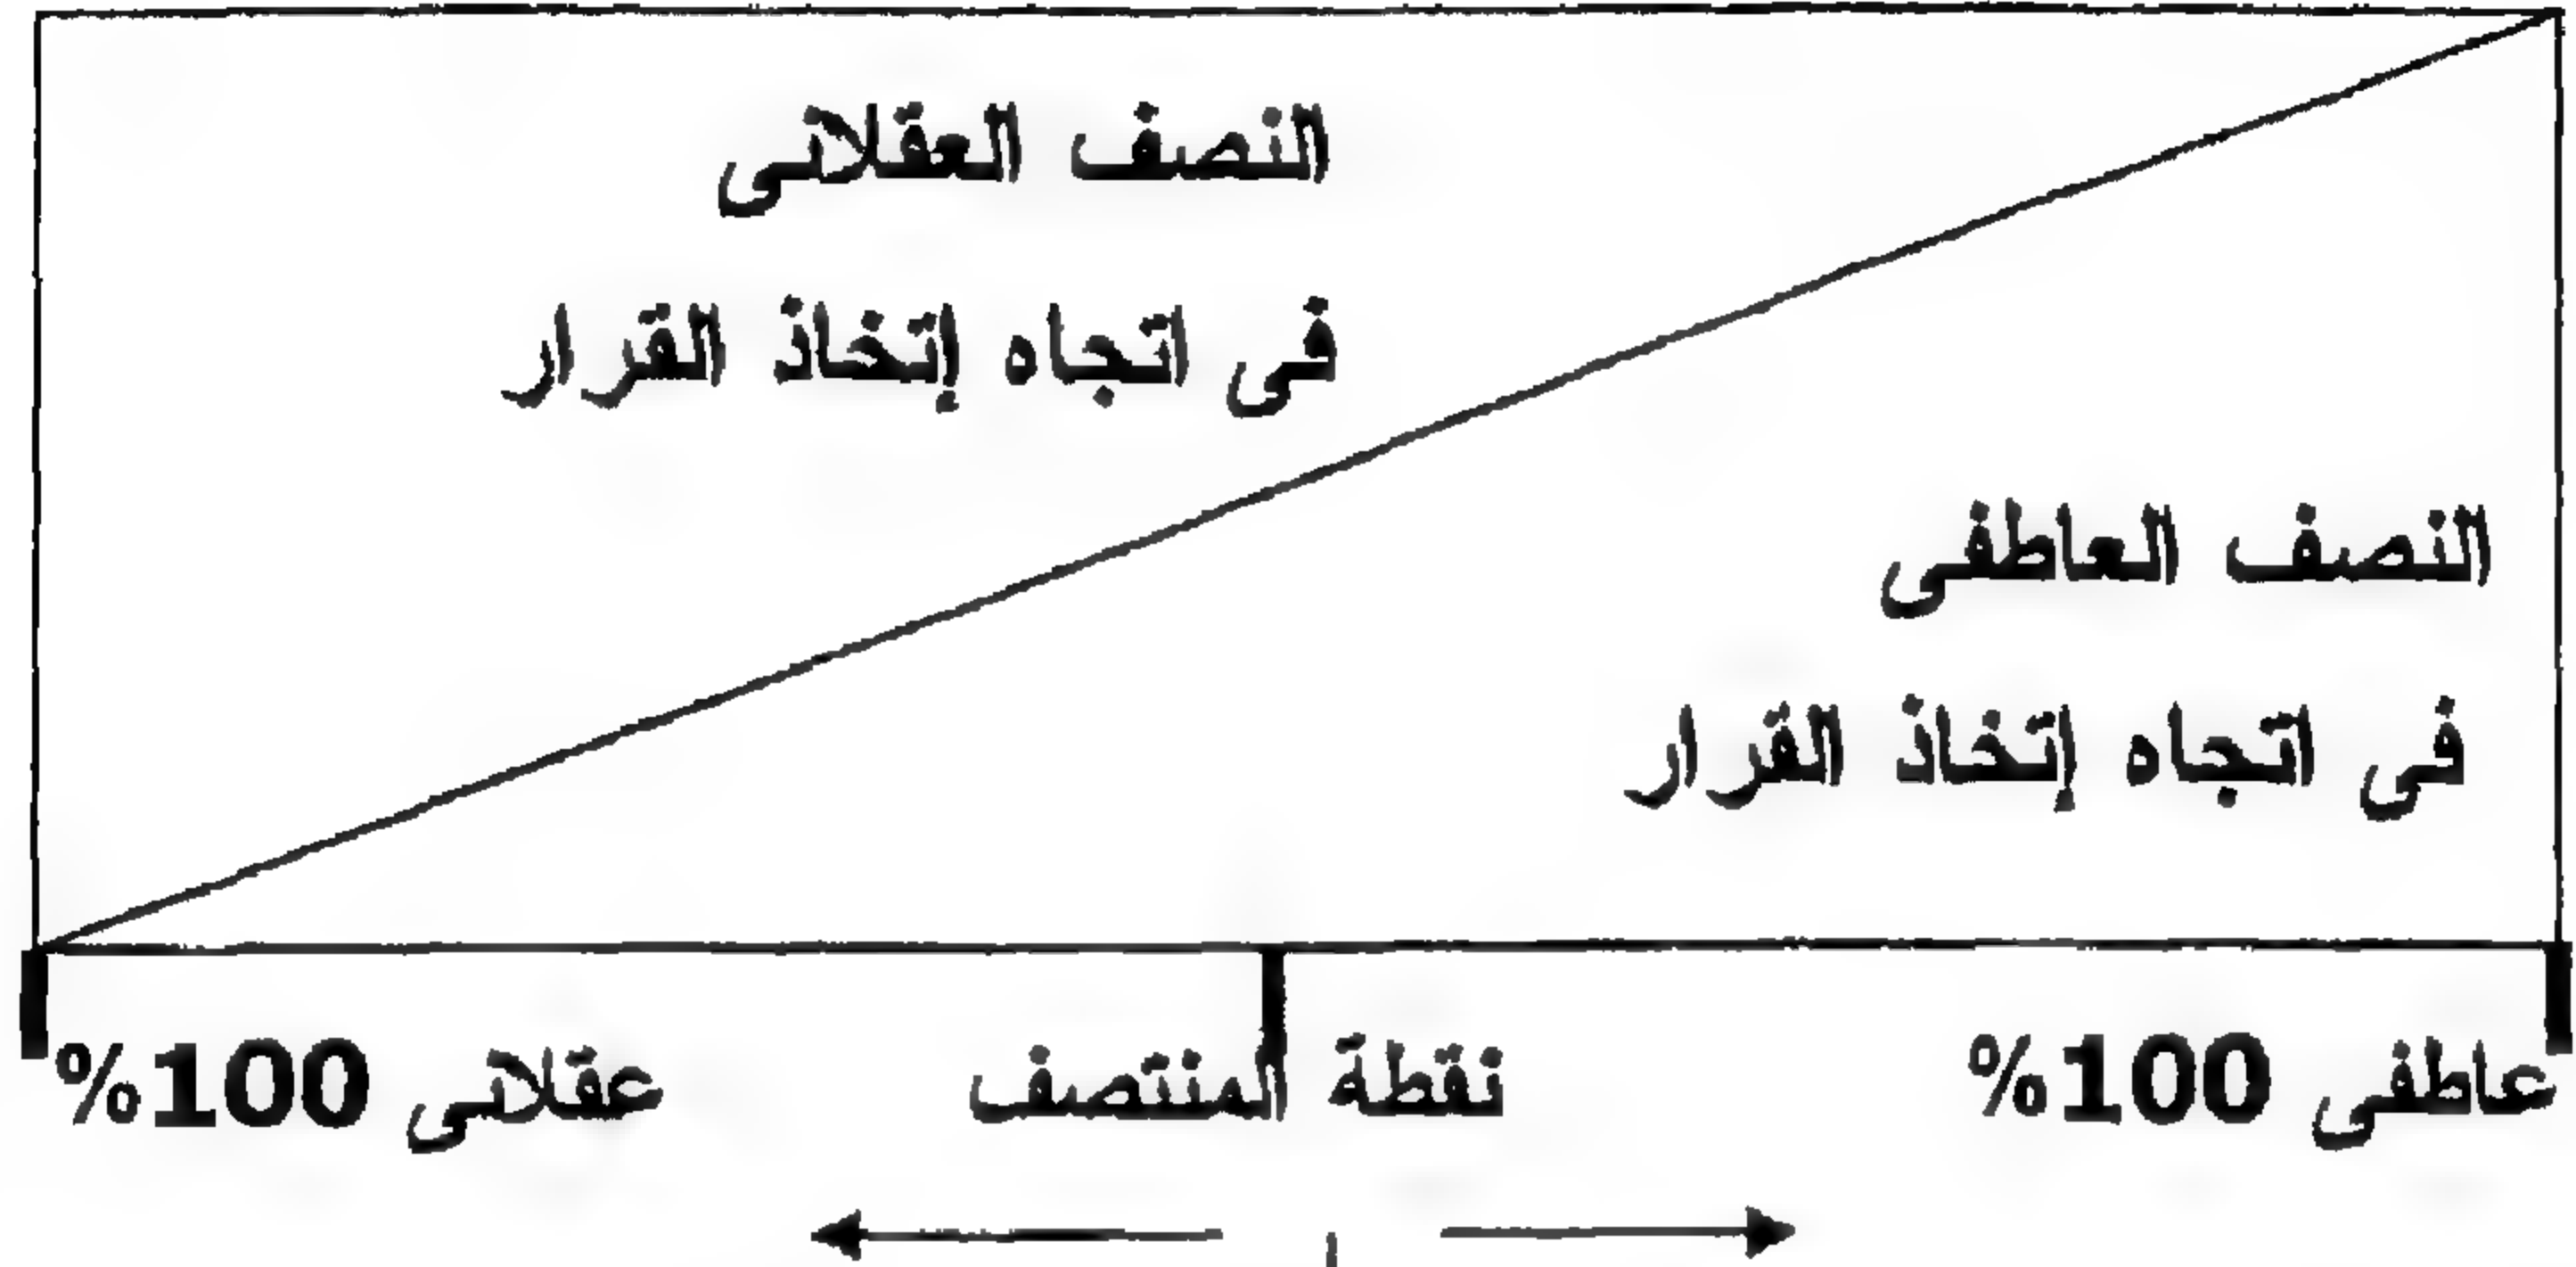 النصف العقلانى
فى اتجاه إتخاذ القرار
النصف العاطفى
فى اتجاه إتخاذ القرار
عاطفى 100%
نقطة المنتصف
عقلانى 100%